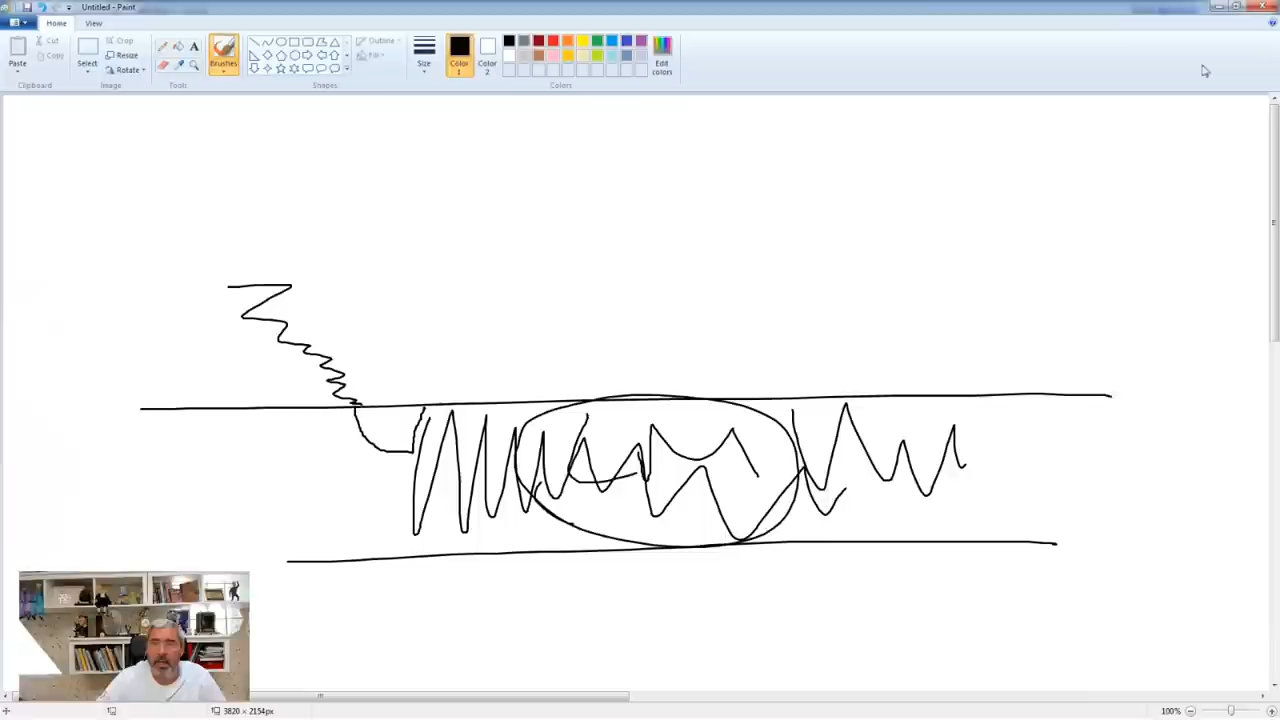 Untitled - Paint
Home
View
Paste
Cut
Copy
Clipboard
Select
Crop
Resize
Rotate
Image
A
Tools
Brushes
Outline
Fill
Shapes
Size
Color
1
Color
2
Edit
colors
Colors
3820 × 2154px
100%